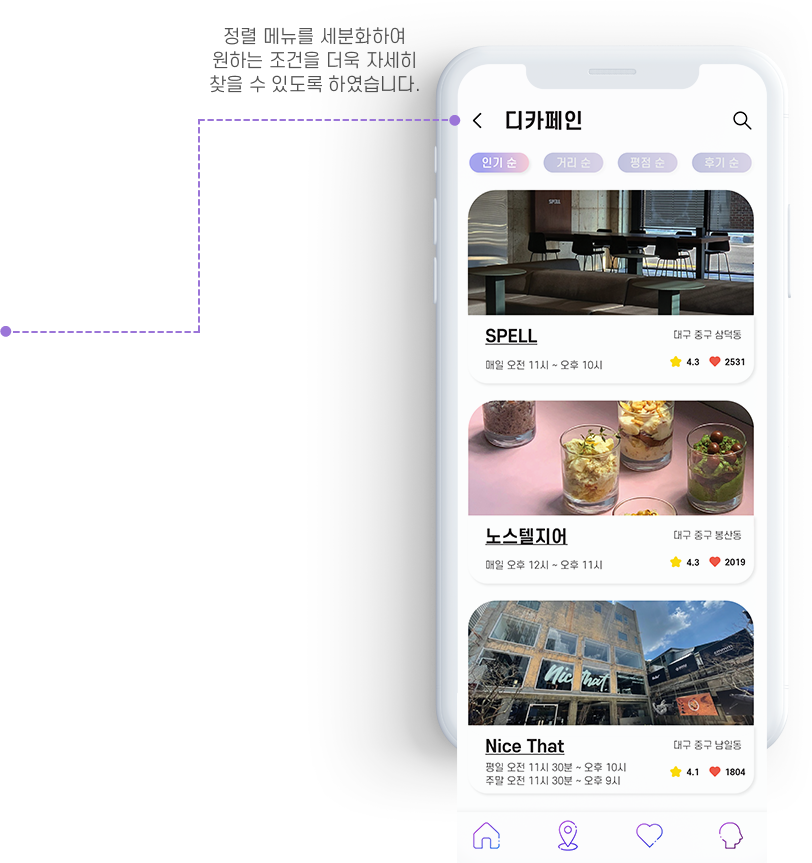 정렬 메뉴를 세분화하여
원하는 조건을 더욱 자세히
찾을 수 있도록 하였습니다.
디카페인
인기 순 거리 순 평점 순 후기 순
SPELL
SPELL 대구 중구 삼덕동
매일 오전 11시 ~ 오후 10시 4.3 2531
노스텔지어 대구 중구 봉산동
매일 오후 12시 ~ 오후 11시 4.3 2019
Nice that.
Nice That 대구 중구 남일동
평일 오전 11시 30분 ~ 오후 10시 4.1 1804
주말 오전 11시 30분 ~ 오후 9시